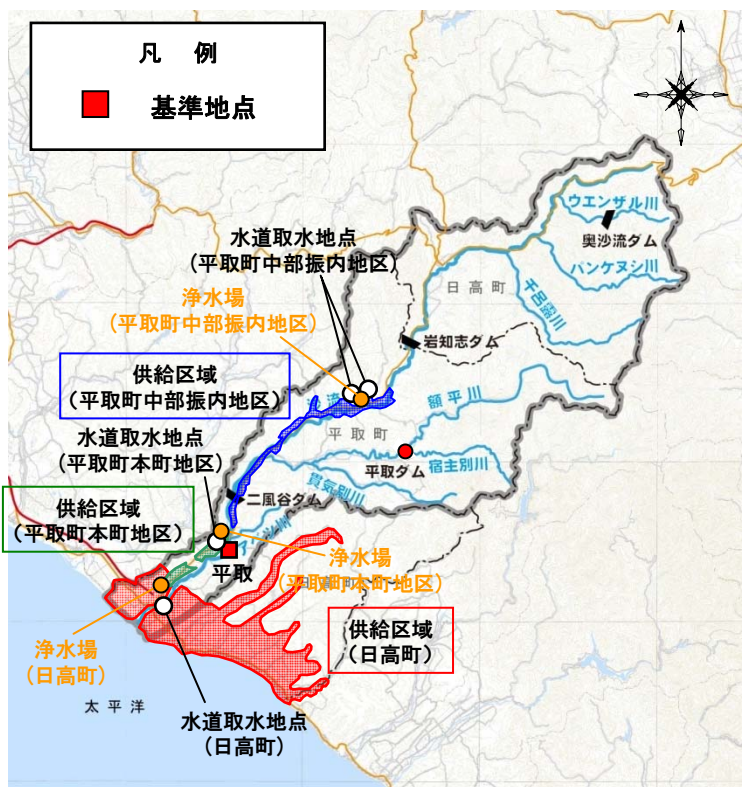 凡 例
基準地点
ウエンザル川
奥沙流ダム
パンケヌシ川
水道取水地点
(平取町中部振内地区)
日高町
千呂露川
浄水場
(平取町中部振内地区)
岩知志ダム
供給区域
(平取町中部振内地区)
額平川
水道取水地点
(平取町本町地区)
平取町
平取ダム
宿主別川
貫気別川
二風谷ダム
供給区域
(平取町本町地区)
平取
浄水場
(平取町本町地区)
供給区域
(日高町)
浄水場
(日高町)
太平洋
水道取水地点
(日高町)